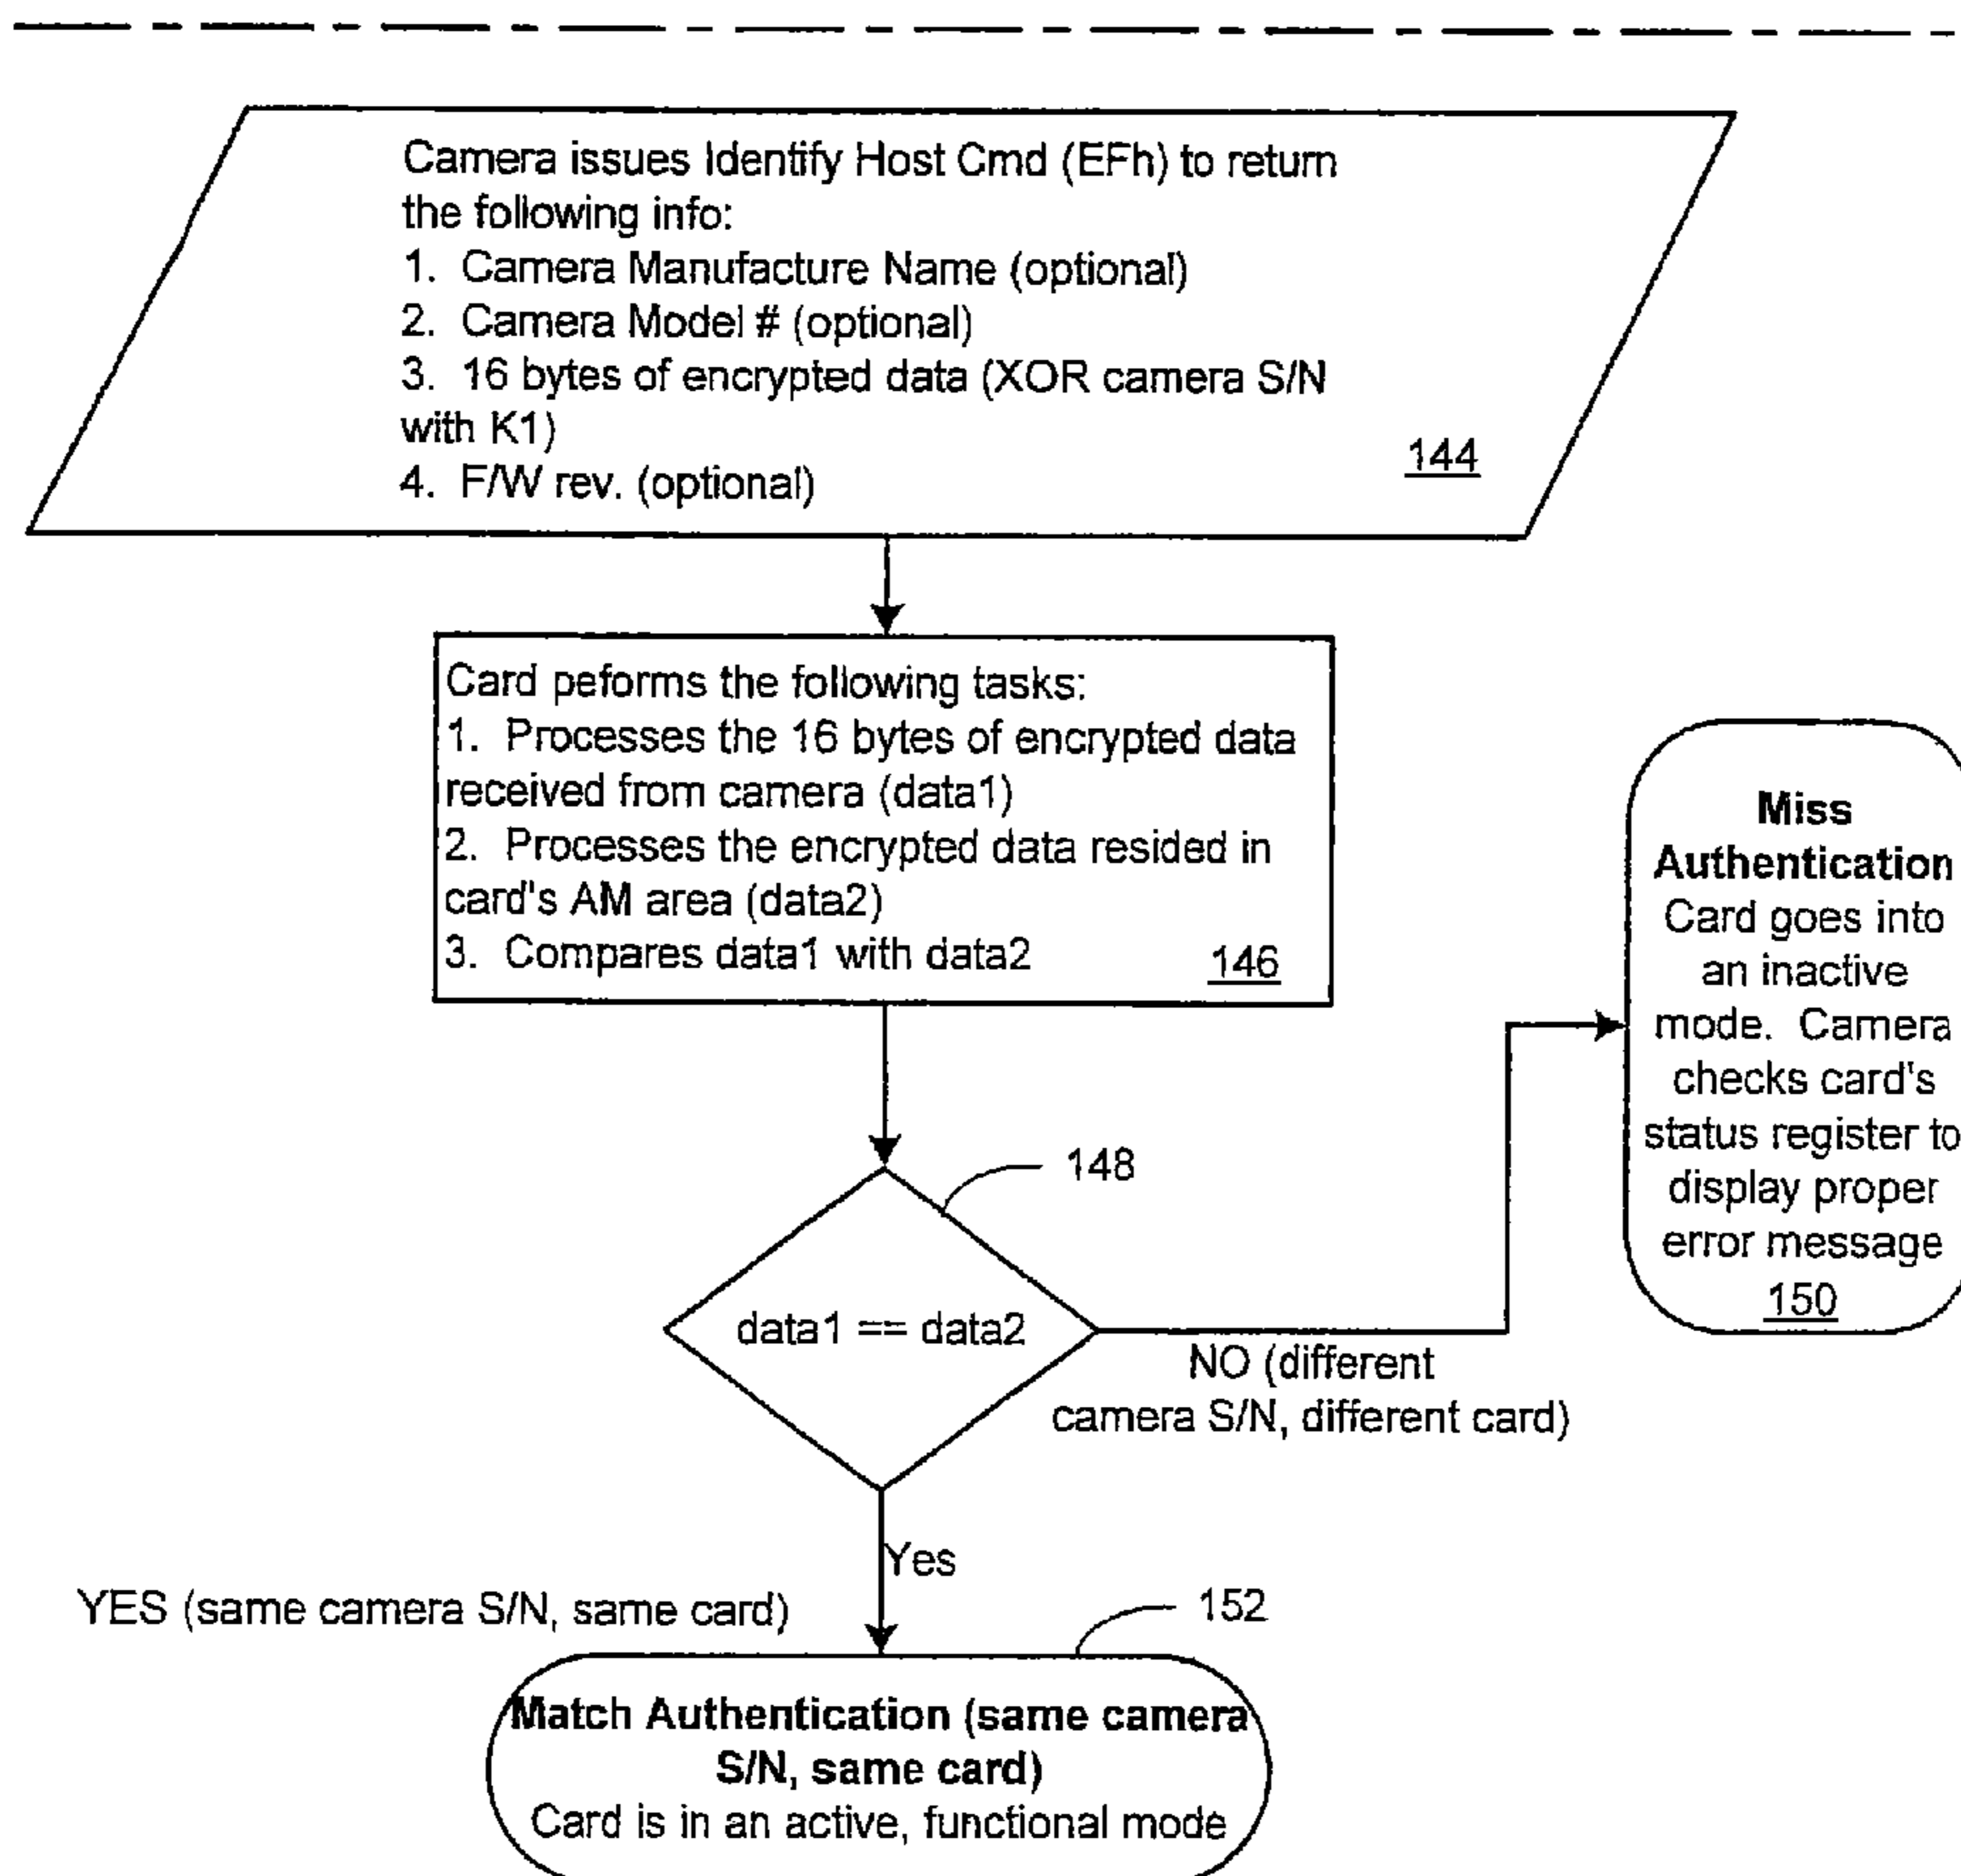 Camera issues Identify Host Cmd (EFh) to return
the following info:
1. Camera Manufacture Name (optional)
2. Camera Model # (optional)
3. 16 bytes of encrypted data (XOR camera S/N
with K1)
4. F/W rev. (optional)
144
Card peforms the following tasks:
1. Processes the 16 bytes of encrypted data
received from camera (data1)
2. Processes the encrypted data resided in
card's AM area (data2)
3. Compares data1 with data2
146
Miss
Authentication
Card goes into
an inactive
mode. Camera
checks card's
status register to
display proper
error message
150
148
data1 == data2
NO (different
camera S/N, different card)
Yes
YES (same camera S/N, same card)
152
Match Authentication (same camera
S/N, same card)
Card is in an active, functional mode